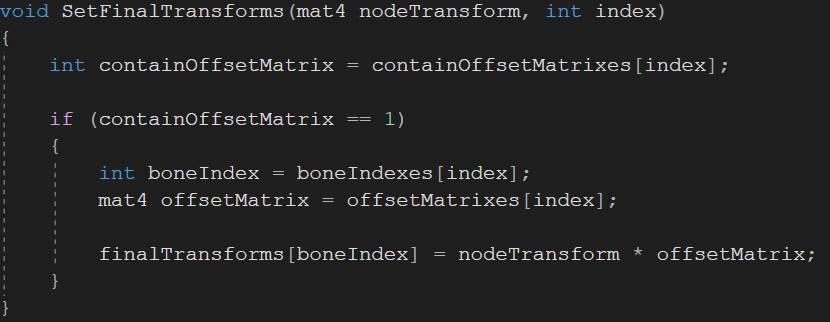 void SetFinalTransforms(mat4 nodeTransform, int index)
{
    int containOffsetMatrix = containOffsetMatrixes[index];

    if (containOffsetMatrix == 1)
    {
        int boneIndex = boneIndexes[index];
        mat4 offsetMatrix = offsetMatrixes[index];

        finalTransforms[boneIndex] = nodeTransform * offsetMatrix;
    }
}